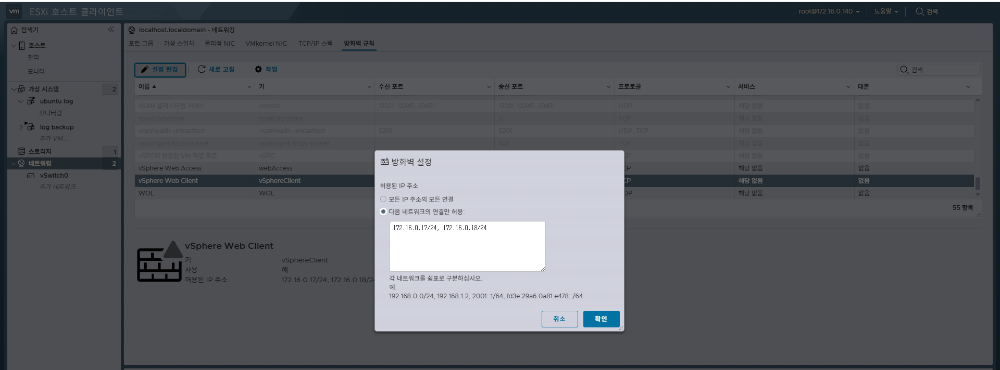 vm ESXi 호스트 클라이언트
root@172.16.0.140 도움말 검색
탐색기
호스트
관리
모니터
가상 시스템 2
ubuntu log
모니터링
log backup
추가 VM...
스토리지 1
네트워킹 2
vSwitch0
추가 네트워크...
localhost.localdomain - 네트워킹
포트 그룹 가상 스위치 물리적 NIC VMkernel NIC TCP/IP 스택 방화벽 규칙
설정 편집 새로 고침 작업 검색
이름 키 수신 포트 송신 포트 프로토콜 서비스 데몬
vSAN 클러스터링 서비스 cmmds 12321, 12345, 23451 12321, 12345, 23451 UDP 해당 없음 없음
vsanEncryption vsanEncryption 0 TCP 해당 없음 없음
vsanhealth-unicasttest vsanhealth-unicasttest 5201 5201 UDP, TCP 해당 없음 없음
vsanmgmt-https-tunnel vsanmgmt-https-tunnel 443 TCP 해당 없음 없음
vSPC에 연결된 VM 직렬 포트 vSPC CP 해당 없음 없음
vSphere Web Access webAccess CP 해당 없음 없음
vSphere Web Client vSphereClient CP 해당 없음 없음
WOL WOL DP 해당 없음 없음
55 항목
vSphere Web Client
키 vSphereClient
사용 예
허용된 IP 주소 172.16.0.17/24, 172.16.0.18/24
방화벽 설정
허용된 IP 주소
모든 IP 주소의 모든 연결
다음 네트워크의 연결만 허용:
172.16.0.17/24, 172.16.0.18/24
각 네트워크를 쉼표로 구분하십시오.
예:
192.168.0.0/24, 192.168.1.2, 2001::1/64, fd3e:29a6:0a81:e478::/64
취소 확인